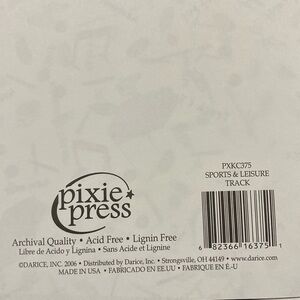 PXKC375
SPORTS & LEISURE
TRACK
pixie
press
Archival Quality • Acid Free • Lignin Free
Libre de Acido y Lignina • Sans Acide et Lignine
6 82366 16375 1
©DARICE, INC. 2006 • Distributed by Darice, Inc. • Strongsville, OH 44149 • www.darice.com
MADE IN USA • FABRICADO EN EE.UU • FABRIQUE EN É-U